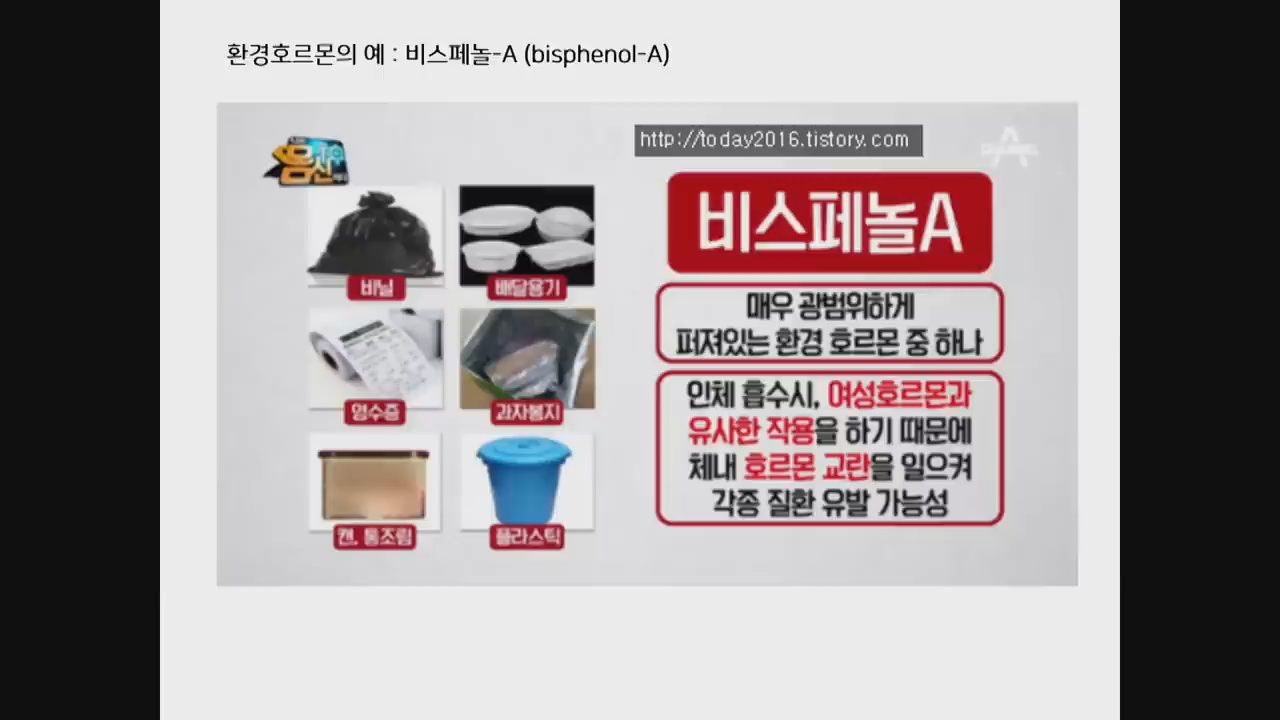 환경호르몬의 예 : 비스페놀-A (bisphenol-A)
http://today2016.tistory.com
몸신
비스페놀A
비닐
배달용기
매우 광범위하게
퍼져있는 환경 호르몬 중 하나
영수증
과자봉지
인체 흡수시, 여성호르몬과
유사한 작용을 하기 때문에
체내 호르몬 교란을 일으켜
각종 질환 유발 가능성
캔, 통조림
플라스틱